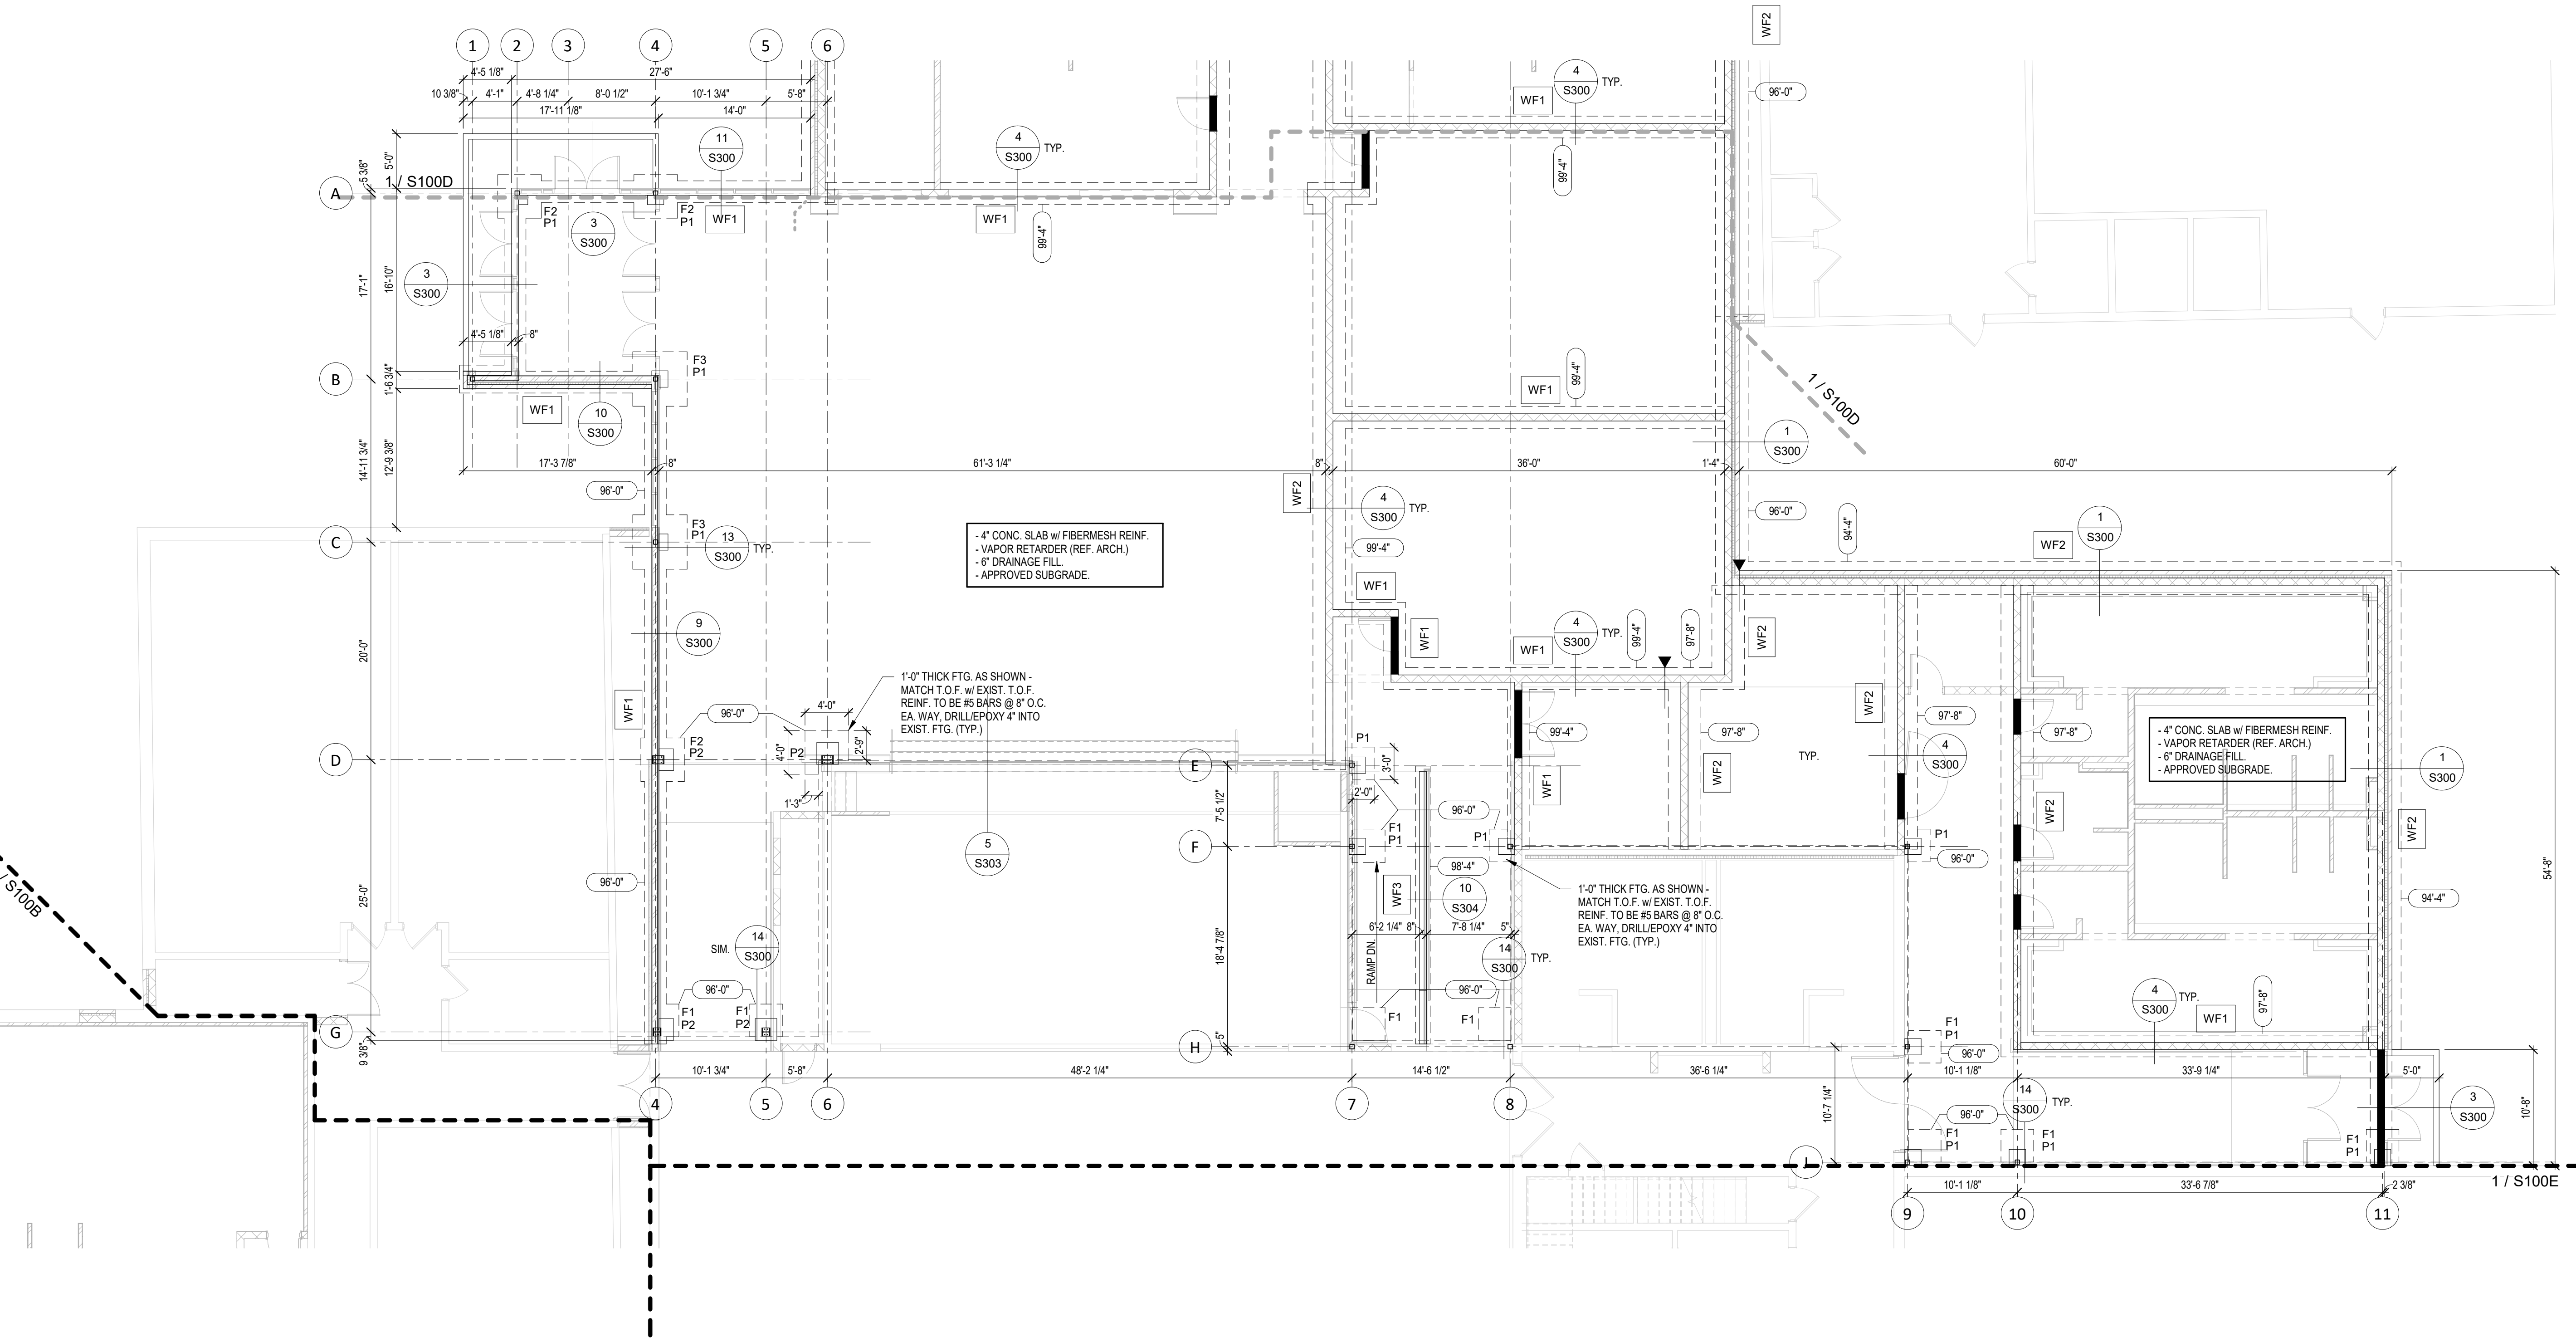 WF2
1 2 3 4 5 6
4'-5 1/8" 27'-6"
10 3/8" 4'-1" 4'-8 1/4" 8'-0 1/2" 10'-1 3/4" 5'-8"
17'-11 1/8" 14'-0"
4
S300
TYP.
WF1
96'-0"
11
S300
4
S300
TYP.
5'-0"
5 3/8"
1 / S100D
A
F2
P1
F2
P1
WF1
WF1
99'-4"
99'-4"
3
S300
3
S300
17'-1"
16'-10"
4'-5 1/8" 8"
F3
P1
B
1'-6 3/4"
WF1
10
S300
99'-4"
WF1
1 / S100D
1
S300
14'-11 3/4"
12'-9 3/8"
17'-3 7/8" 8" 61'-3 1/4" 8" 36'-0" 1'-4" 60'-0"
96'-0"
WF2
4
S300
TYP.
96'-0"
94'-4"
1
S300
WF2
C
F3
P1
13
S300
TYP.
- 4" CONC. SLAB w/ FIBERMESH REINF.
- VAPOR RETARDER (REF. ARCH.)
- 6" DRAINAGE FILL.
- APPROVED SUBGRADE.
99'-4"
WF1
20'-0"
9
S300
WF1
4
S300
TYP.
WF1
99'-4"
97'-8"
WF2
1'-0" THICK FTG. AS SHOWN -
MATCH T.O.F. w/ EXIST. T.O.F.
REINF. TO BE #5 BARS @ 8" O.C.
EA. WAY, DRILL/EPOXY 4" INTO
EXIST. FTG. (TYP.)
WF1
96'-0"
4'-0"
4'-0"
2'-9"
F2
P2
P2
D
1'-3"
WF2
97'-8"
99'-4"
97'-8"
97'-8"
TYP.
4
S300
- 4" CONC. SLAB w/ FIBERMESH REINF.
- VAPOR RETARDER (REF. ARCH.)
- 6" DRAINAGE FILL.
- APPROVED SUBGRADE.
1
S300
E
P1
3'-0"
2'-0"
WF1
WF2
WF2
WF2
54'-8"
7'-5 1/2"
96'-0"
F1
P1
P1
F
P1
96'-0"
5
S303
98'-4"
/ S100B
25'-0"
96'-0"
WF3
10
S304
1'-0" THICK FTG. AS SHOWN -
MATCH T.O.F. w/ EXIST. T.O.F.
REINF. TO BE #5 BARS @ 8" O.C.
EA. WAY, DRILL/EPOXY 4" INTO
EXIST. FTG. (TYP.)
94'-4"
6'-2 1/4" 8" 7'-8 1/4" 5"
SIM.
14
S300
18'-4 7/8"
RAMP DN.
14
S300
TYP.
96'-0"
96'-0"
4
S300
TYP.
97'-8"
WF1
F1
P2
F1
P2
G
F1
F1
F1
P1
96'-0"
9 3/8"
H
5"
10'-1 3/4" 5'-8" 48'-2 1/4" 14'-6 1/2" 36'-6 1/4" 10'-1 1/8" 33'-9 1/4" 5'-0"
4 5 6 7 8
10'-7 1/4"
14
S300
TYP.
96'-0"
3
S300
10'-8"
F1
P1
F1
P1
F1
P1
J
1 / S100E
10'-1 1/8" 33'-6 7/8" 2 3/8"
9 10 11